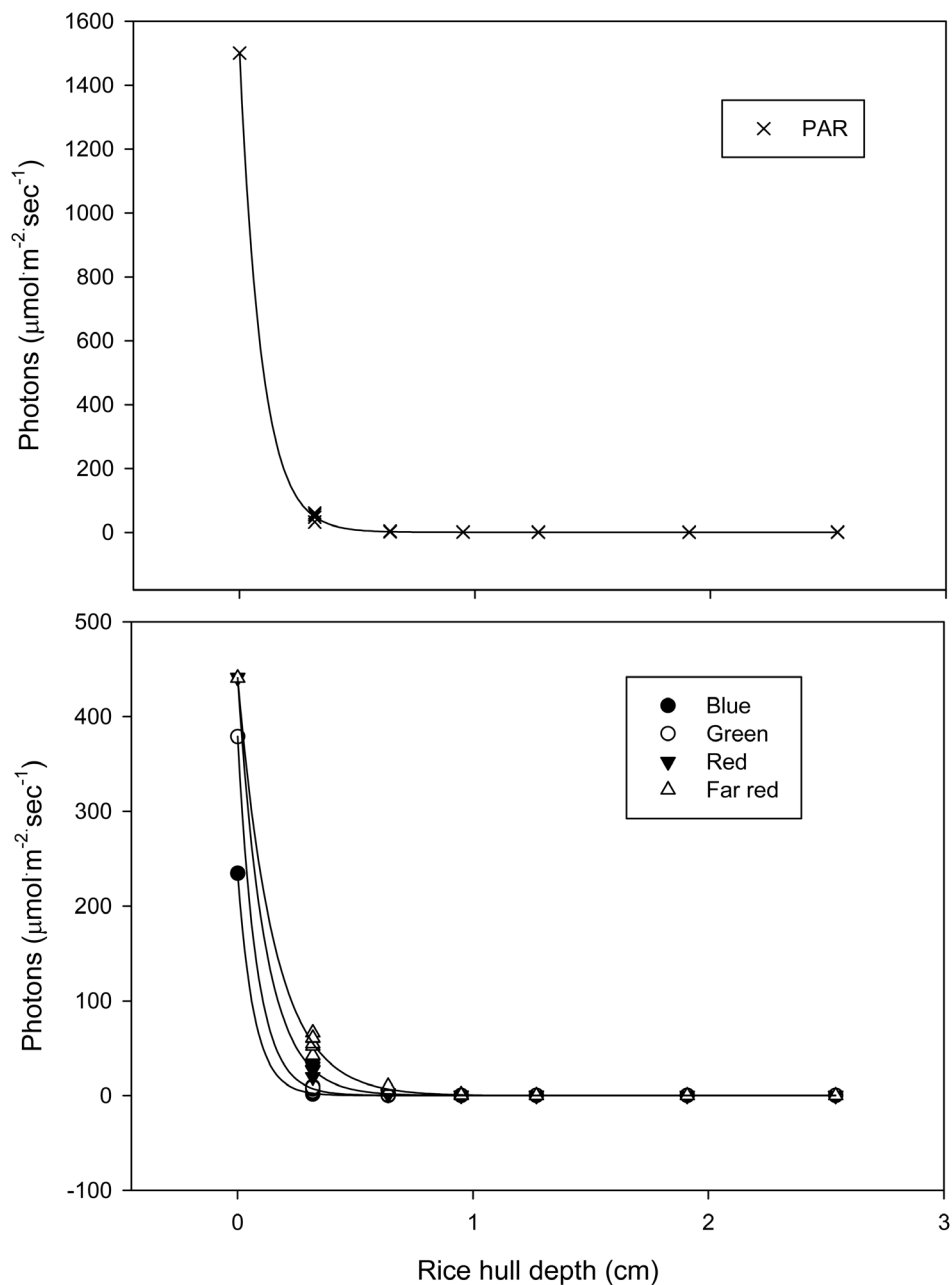 Photons (μmol·m⁻²·sec⁻¹)
1600
1400
1200
1000
800
600
400
200
0
PAR
Photons (μmol·m⁻²·sec⁻¹)
500
400
300
200
100
0
-100
Blue
Green
Red
Far red
0 1 2 3
Rice hull depth (cm)